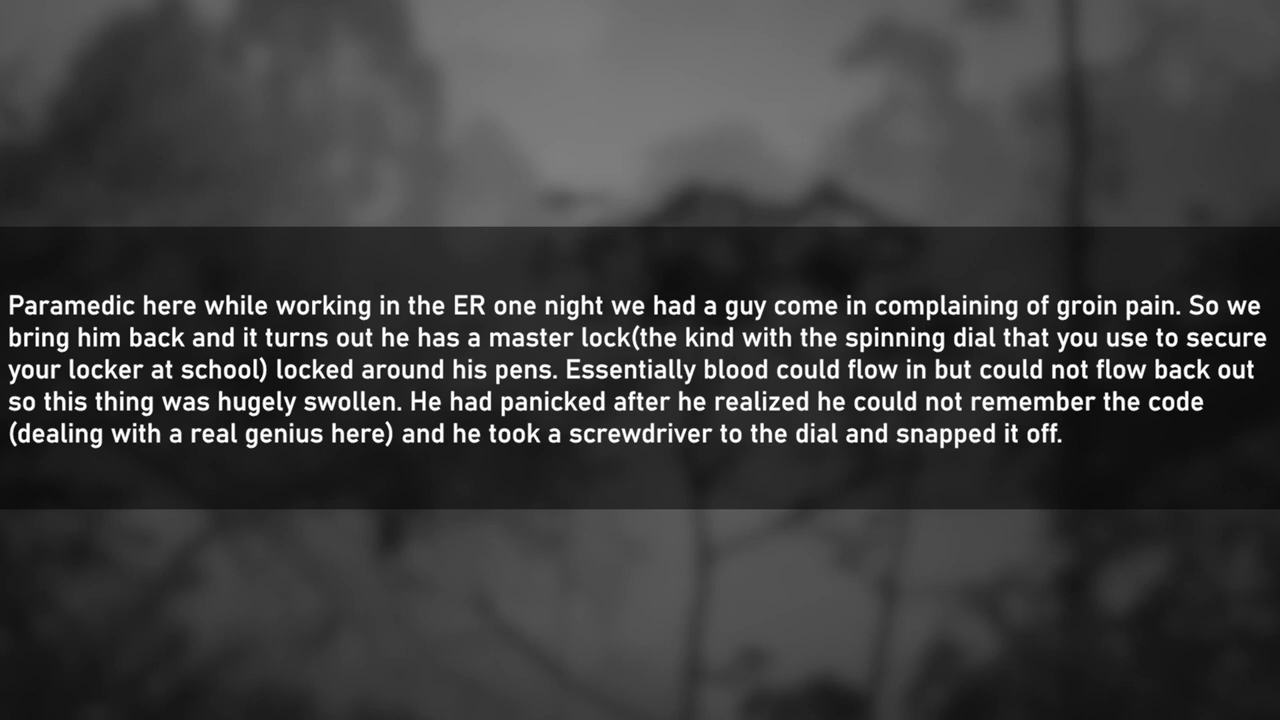 Paramedic here while working in the ER one night we had a guy come in complaining of groin pain. So we
bring him back and it turns out he has a master lock(the kind with the spinning dial that you use to secure
your locker at school) locked around his pens. Essentially blood could flow in but could not flow back out
so this thing was hugely swollen. He had panicked after he realized he could not remember the code
(dealing with a real genius here) and he took a screwdriver to the dial and snapped it off.